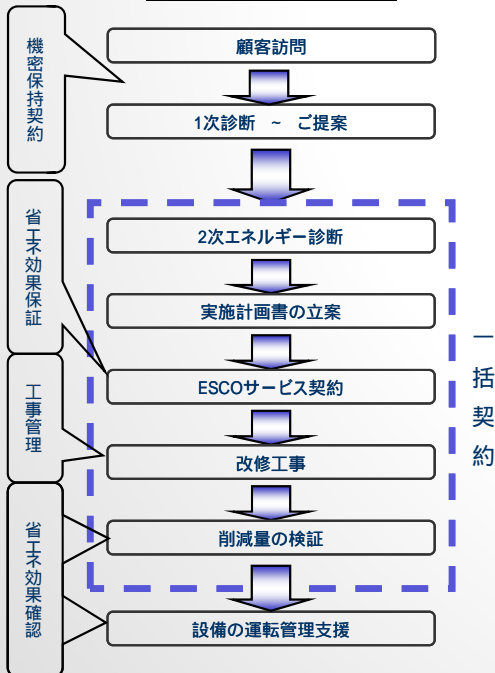 機密保持契約
顧客訪問
1次診断 ~ ご提案
省エネ効果保証
2次エネルギー診断
実施計画書の立案
一括契約
ESCOサービス契約
工事管理
改修工事
省エネ効果確認
削減量の検証
設備の運転管理支援